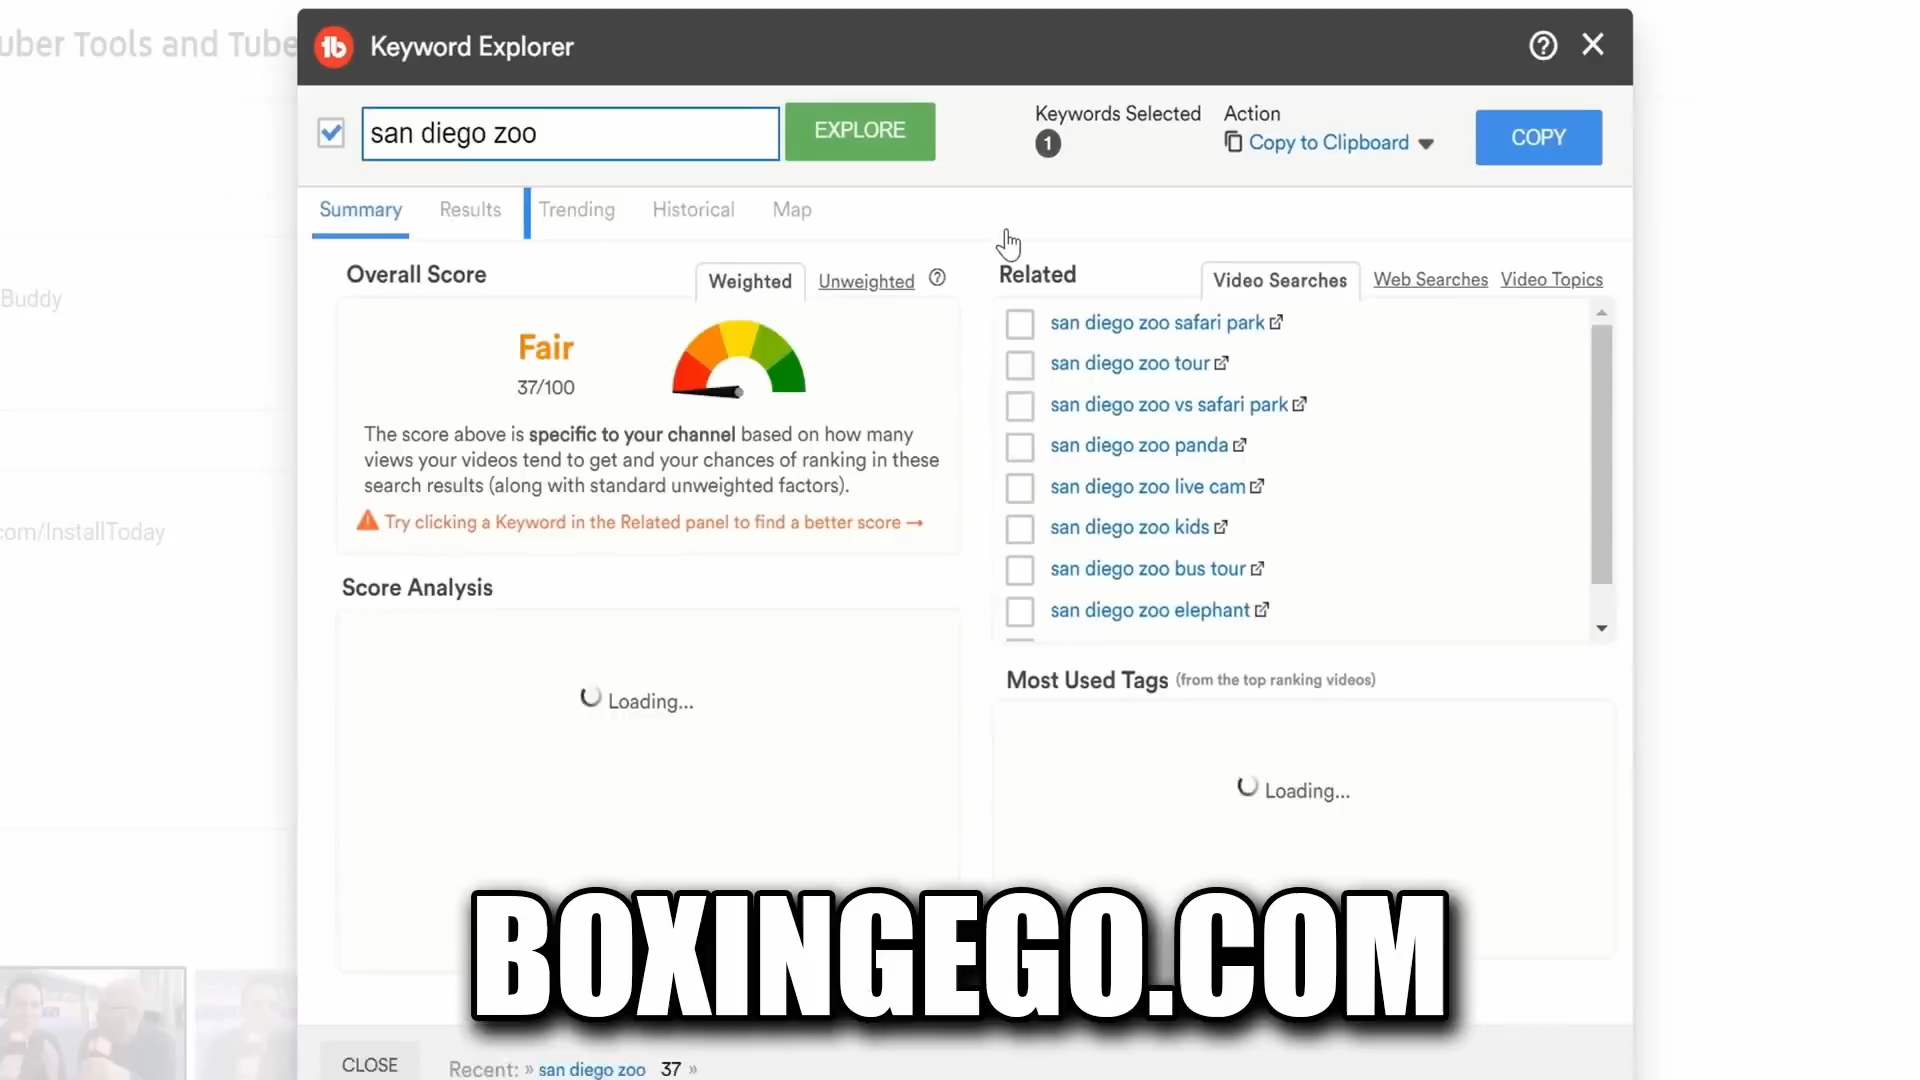 uber Tools and Tube
Keyword Explorer
san diego zoo
EXPLORE
Keywords Selected
1
Action
Copy to Clipboard
COPY
Summary
Results
Trending
Historical
Map
Overall Score
Weighted
Unweighted
Fair
37/100
The score above is specific to your channel based on how many
views your videos tend to get and your chances of ranking in these
search results (along with standard unweighted factors).
Try clicking a Keyword in the Related panel to find a better score →
Related
Video Searches
Web Searches
Video Topics
san diego zoo safari park
san diego zoo tour
san diego zoo vs safari park
san diego zoo panda
san diego zoo live cam
san diego zoo kids
san diego zoo bus tour
san diego zoo elephant
Buddy
com/InstallToday
Score Analysis
Loading...
Most Used Tags (from the top ranking videos)
Loading...
BOXINGEGO.COM
CLOSE
Recent: » san diego zoo 37 »